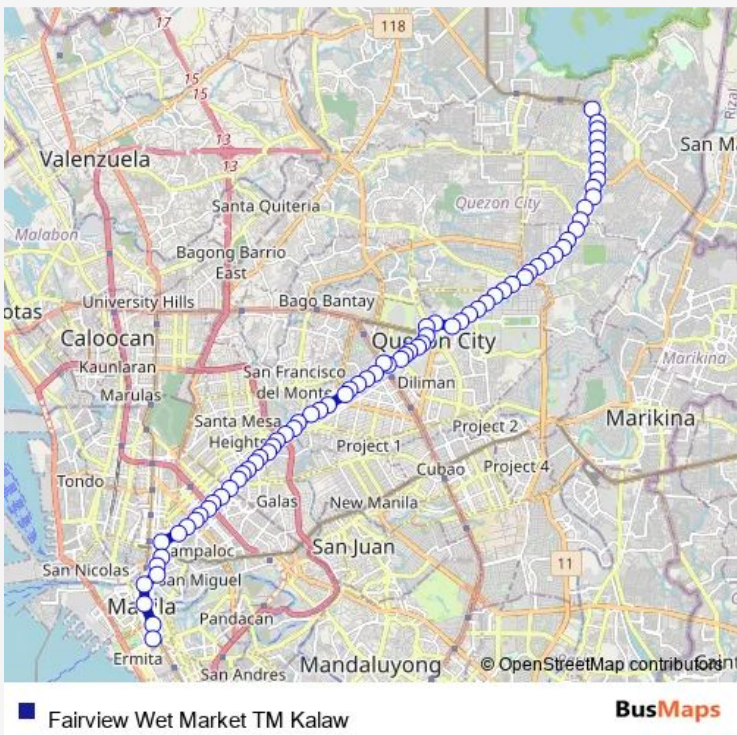 17
118
15
15
Rizal
Valenzuela
13
13
San Ma
Santa Quiteria
Quezon City
Malabon
Bagong Barrio
East
University Hills
Bago Bantay
otas
Caloocan
Quezon City
Kaunlaran
Marikina
San Francisco
del Monte
Diliman
Marulas
Santa Mesa
Heights
Project 2
Marikina
Project 1
Cubao
Project 4
Tondo
Galas
New Manila
ampaloc
San Juan
San Nicolas
San Miguel
11
Manila
Pandacan
Ermita
San Andres
Mandaluyong
© OpenStreetMap contributors
Caint
Fairview Wet Market TM Kalaw
BusMaps